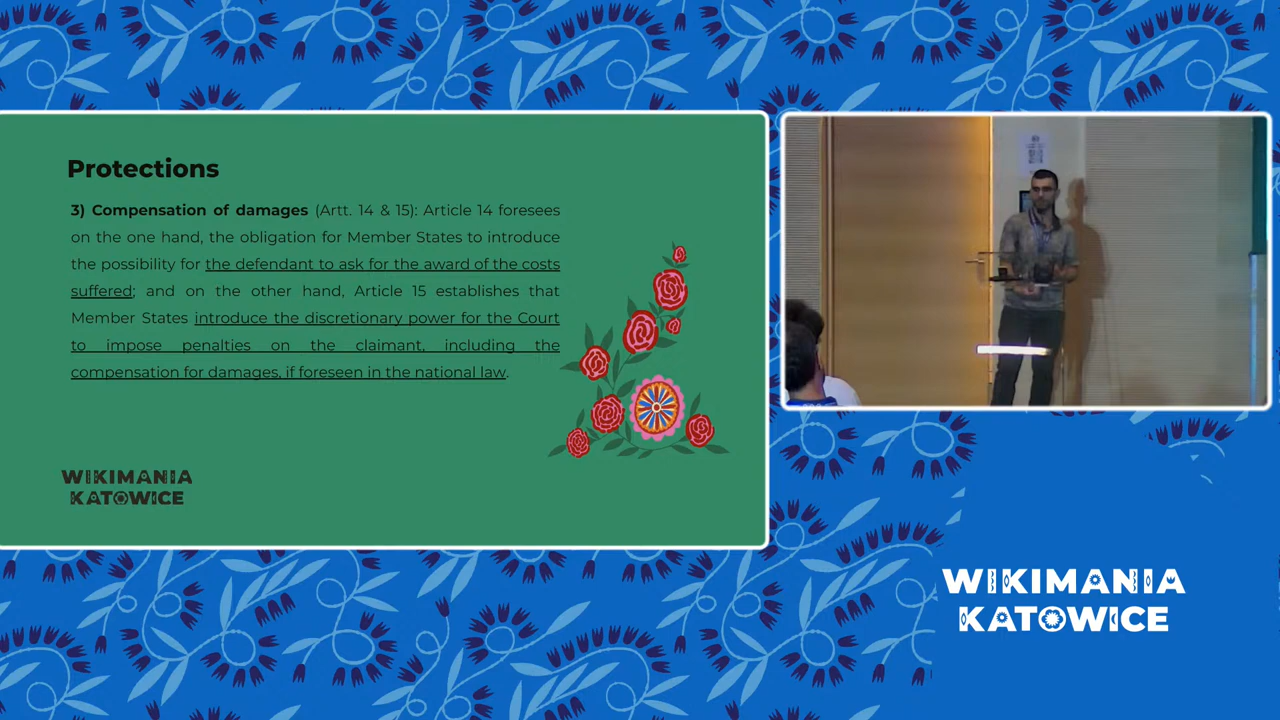 Protections
3) Compensation of damages (Artt. 14 & 15): Article 14 foresees
on the one hand, the obligation for Member States to introduce
the possibility for the defendant to ask for the award of the costs
suffered; and on the other hand, Article 15 establishes that
Member States introduce the discretionary power for the Court
to impose penalties on the claimant, including the
compensation for damages, if foreseen in the national law.
WIKIMANIA
KATOWICE
WIKIMANIA
KATOWICE